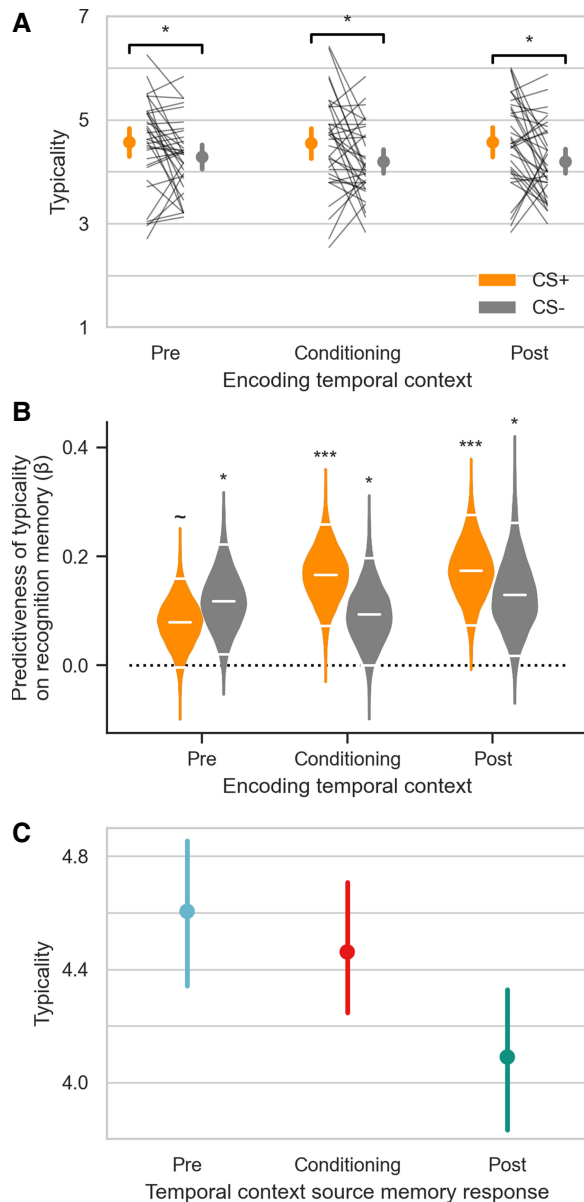 A
7
*
*
*
5
Typicality
3
CS+
CS-
1
Pre
Conditioning
Post
Encoding temporal context
B
0.4
***
***
*
*
*
~
Predictiveness of typicality
on recognition memory (β)
0.2
0.0
Pre
Conditioning
Post
Encoding temporal context
C
4.8
Typicality
4.4
4.0
Pre
Conditioning
Post
Temporal context source memory response